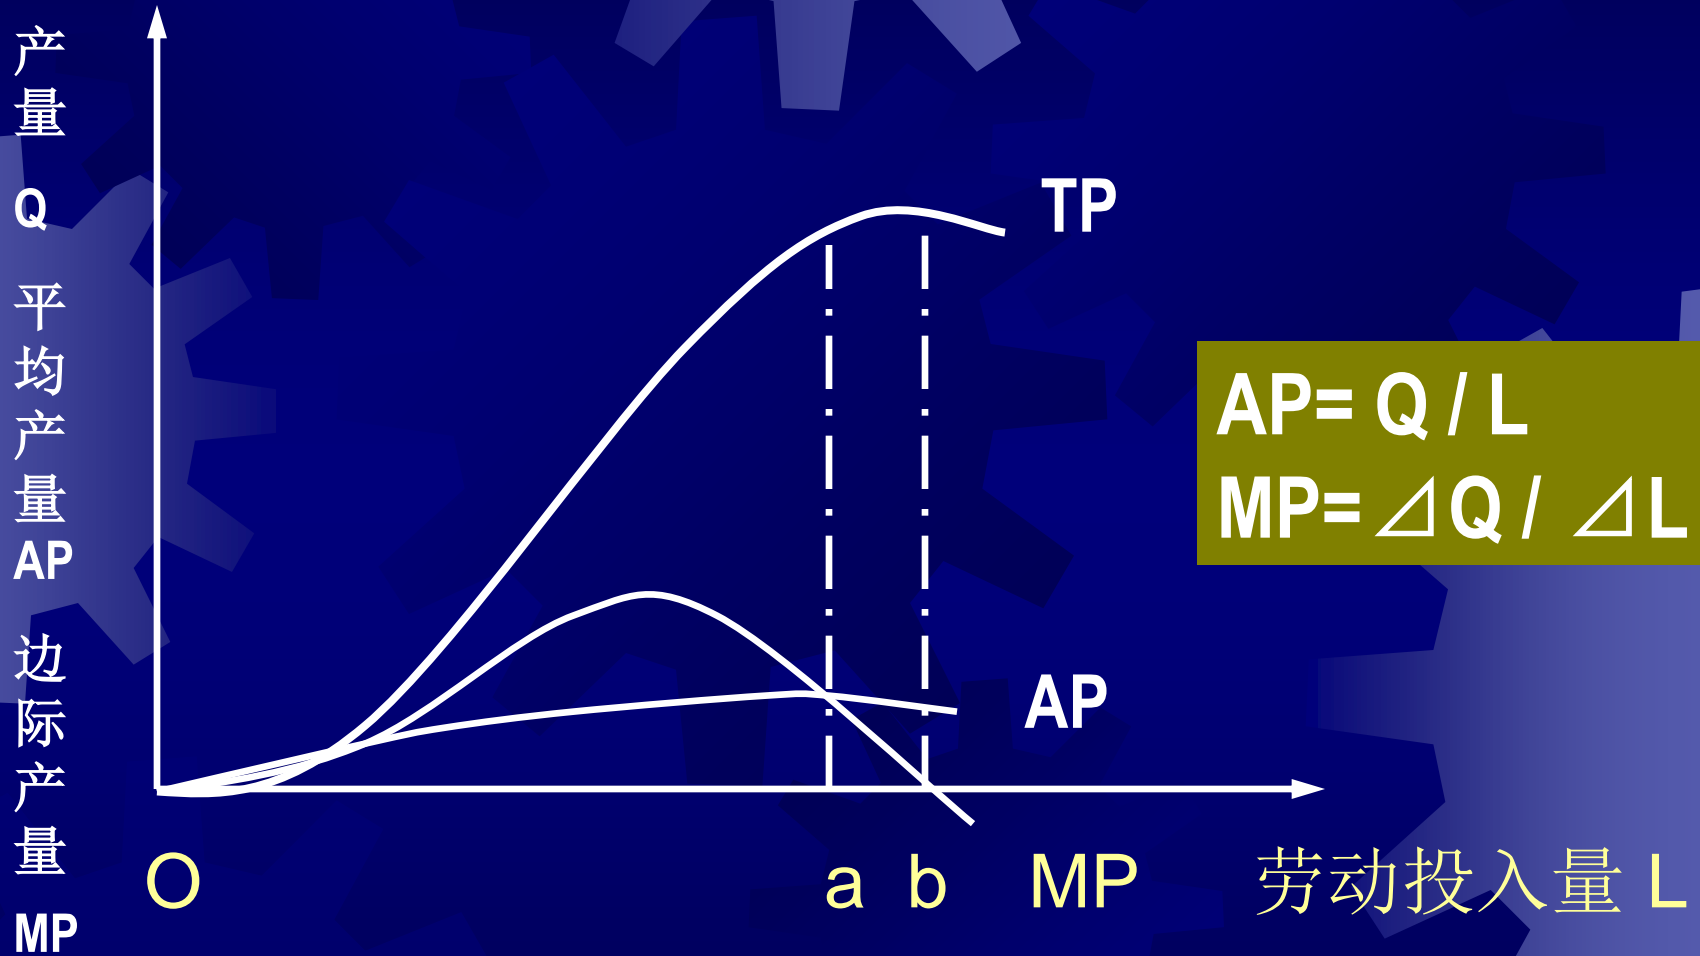 产
量
Q
平
均
产
量
AP
边
际
产
量
MP
TP
AP= Q / L
MP=⊿Q / ⊿L
AP
O
a b MP 劳动投入量 L